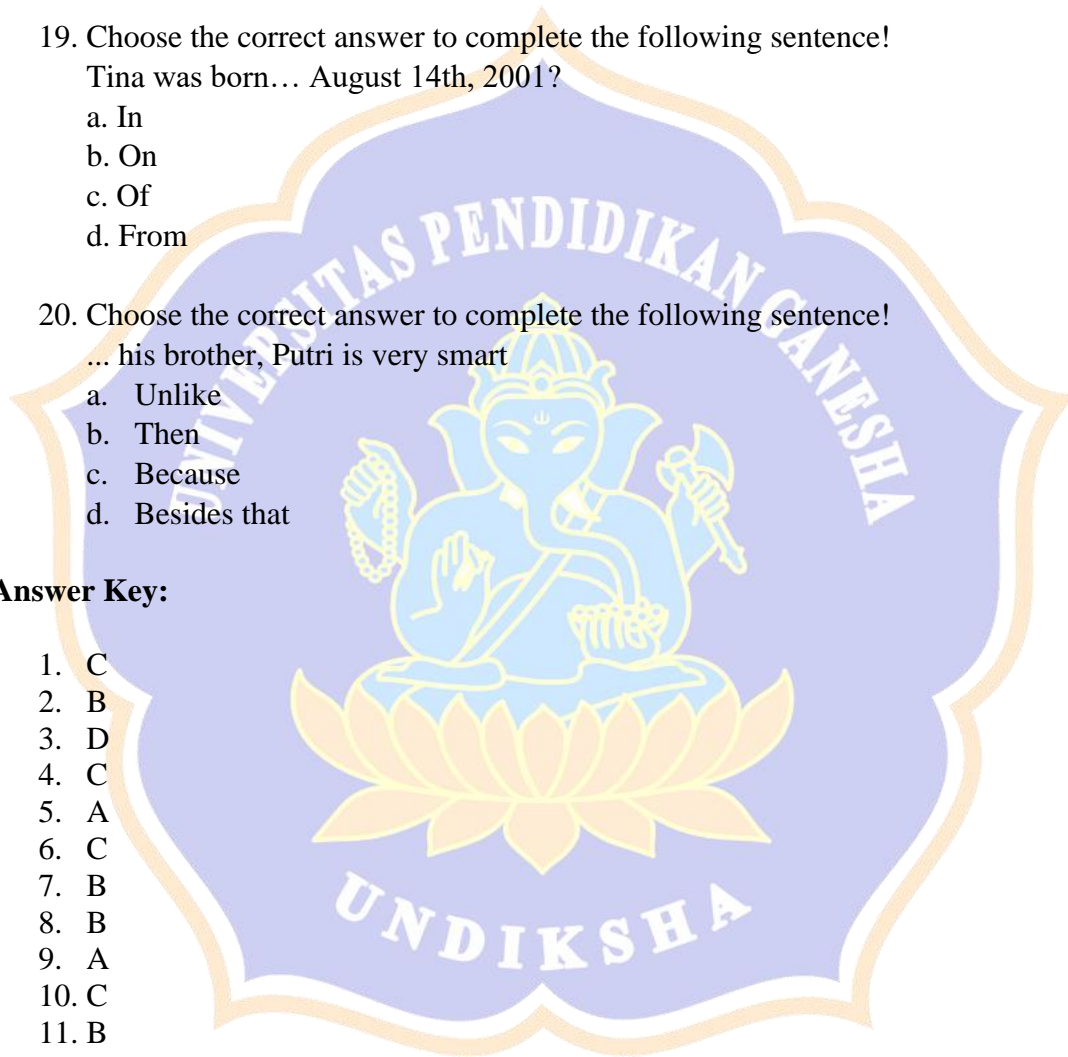 19. Choose the correct answer to complete the following sentence!
Tina was born… August 14th, 2001?
a. In
b. On
c. Of
d. From
20. Choose the correct answer to complete the following sentence!
... his brother, Putri is very smart
a. Unlike
b. Then
c. Because
d. Besides that
Answer Key:
1. C
2. B
3. D
4. C
5. A
6. C
7. B
8. B
9. A
10. C
11. B
UNIVERSITAS PENDIDIKAN GANESHA
UNDIKSHA